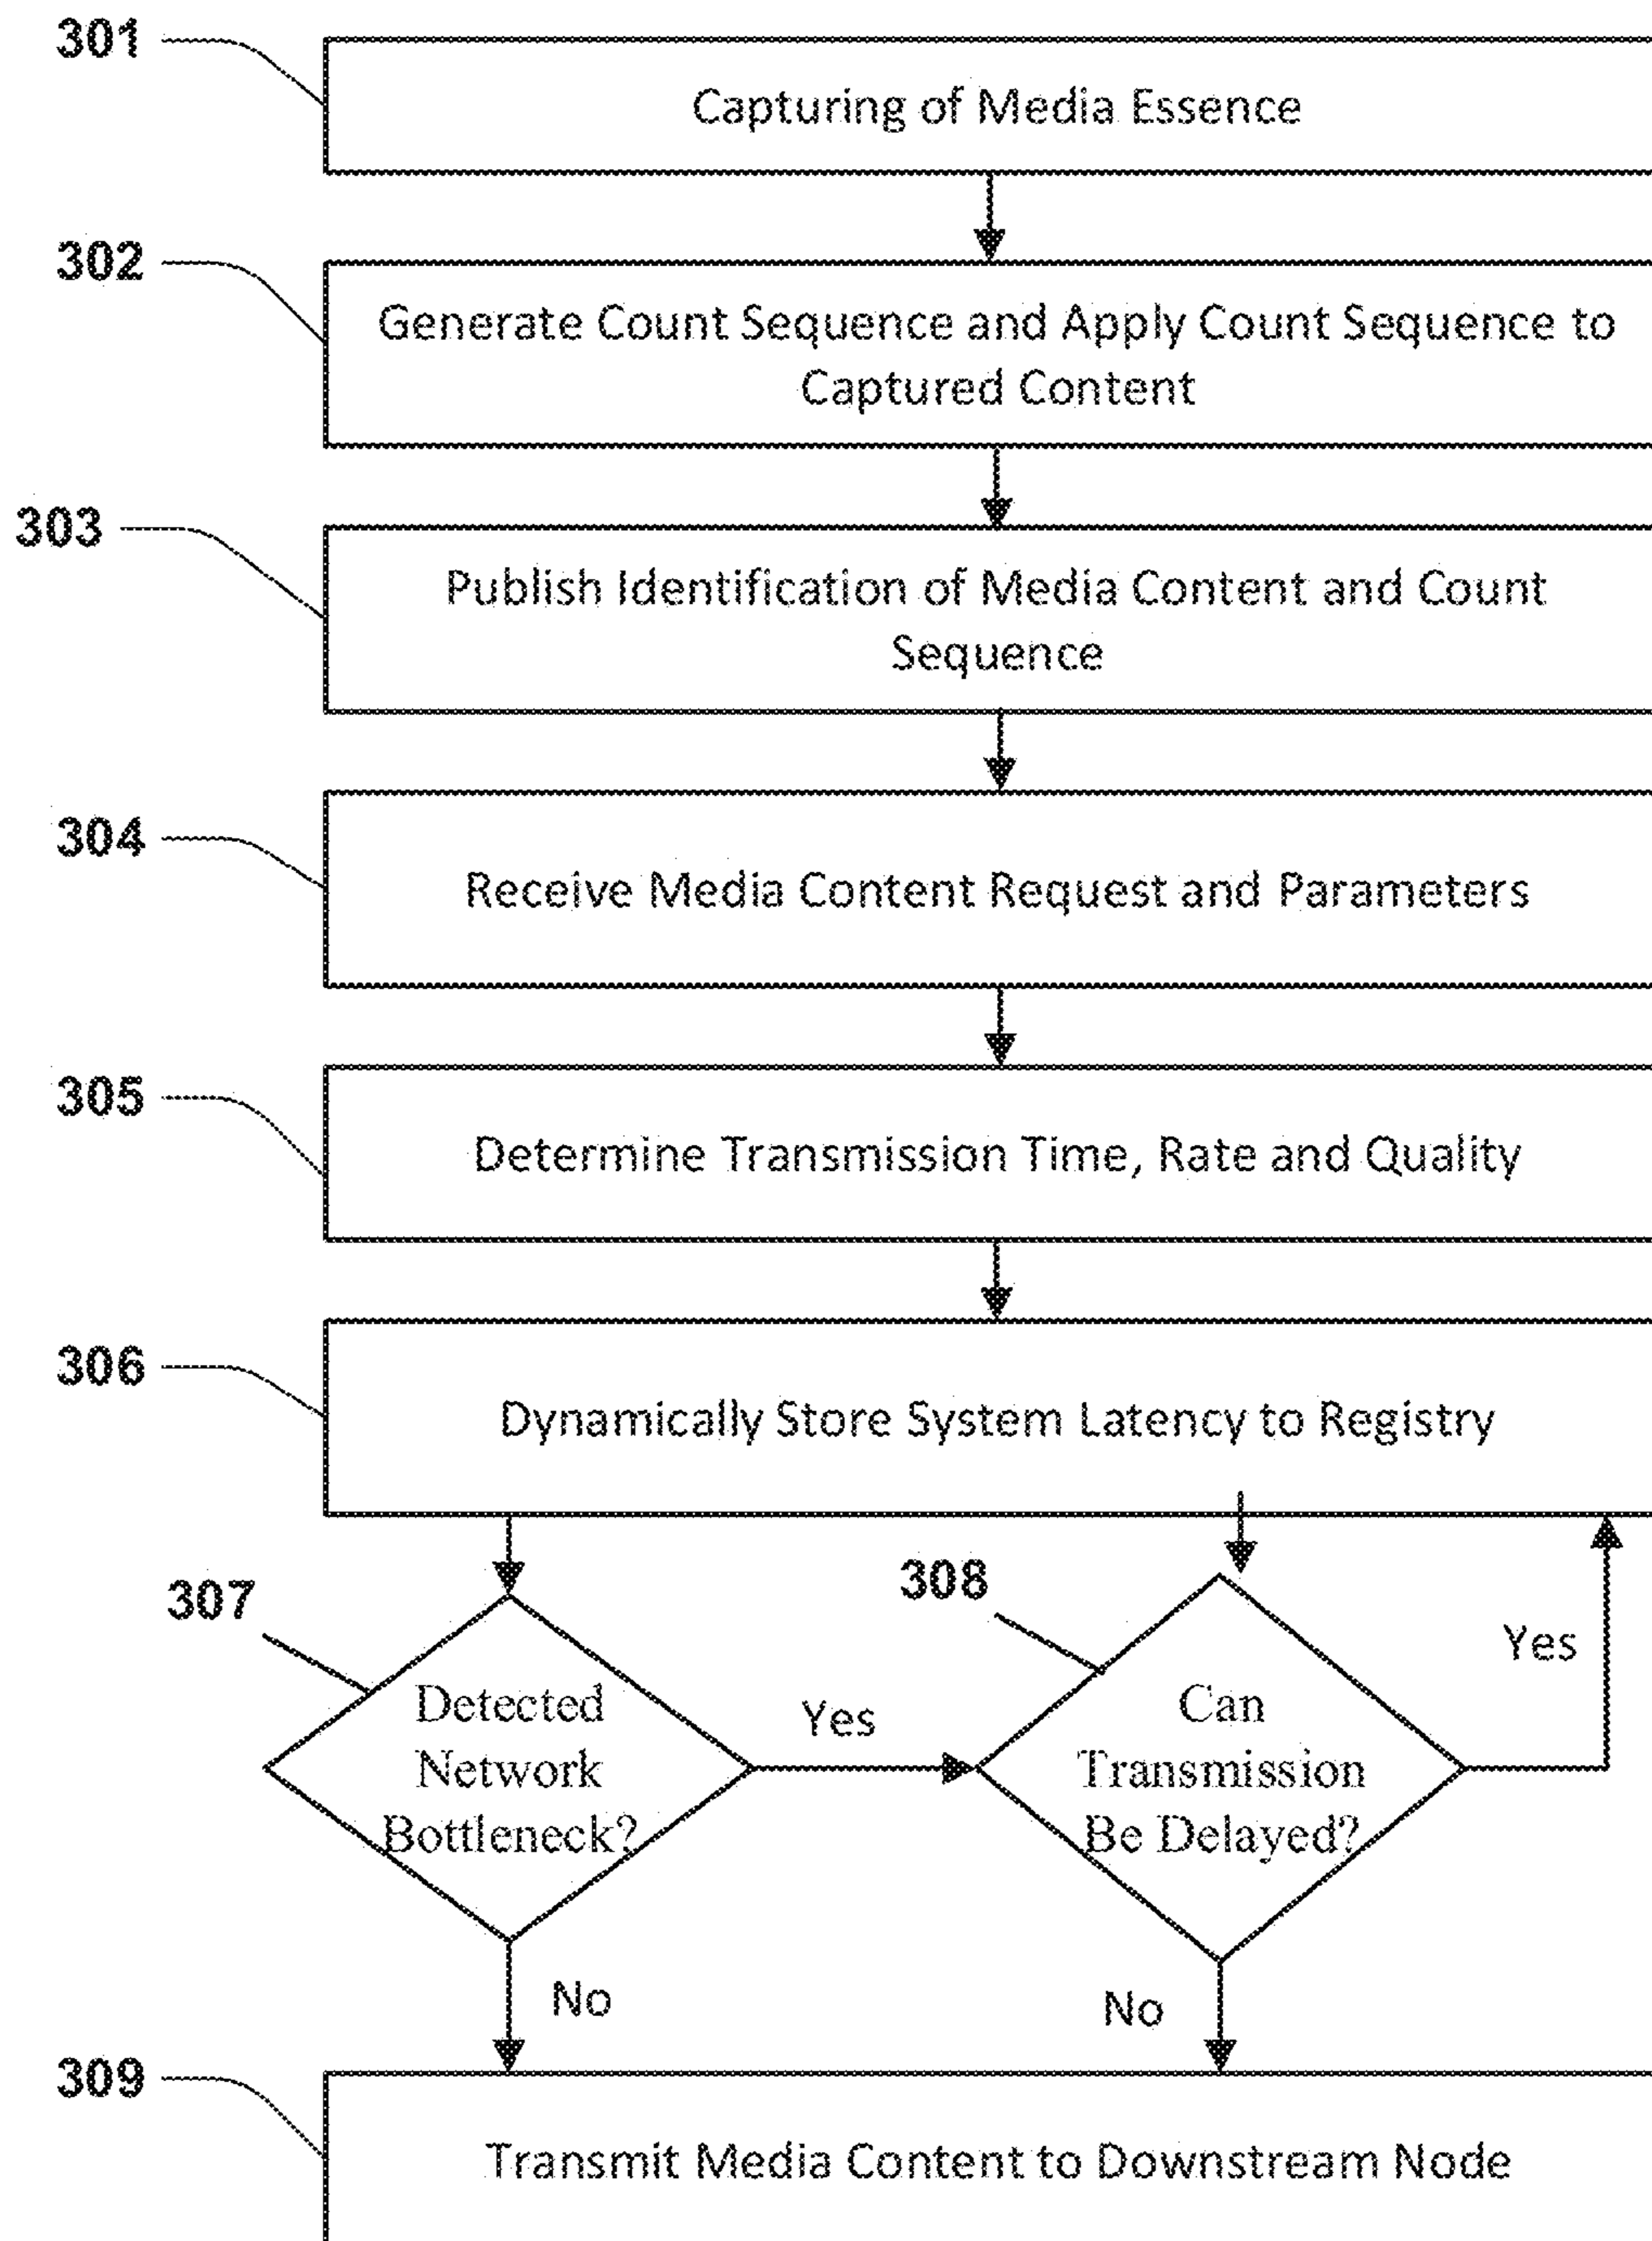 301
Capturing of Media Essence
302
Generate Count Sequence and Apply Count Sequence to
Captured Content
303
Publish Identification of Media Content and Count
Sequence
304
Receive Media Content Request and Parameters
305
Determine Transmission Time, Rate and Quality
306
Dynamically Store System Latency to Registry
307
Detected
Network
Bottleneck?
Yes
308
Can
Transmission
Be Delayed?
Yes
No
No
309
Transmit Media Content to Downstream Node